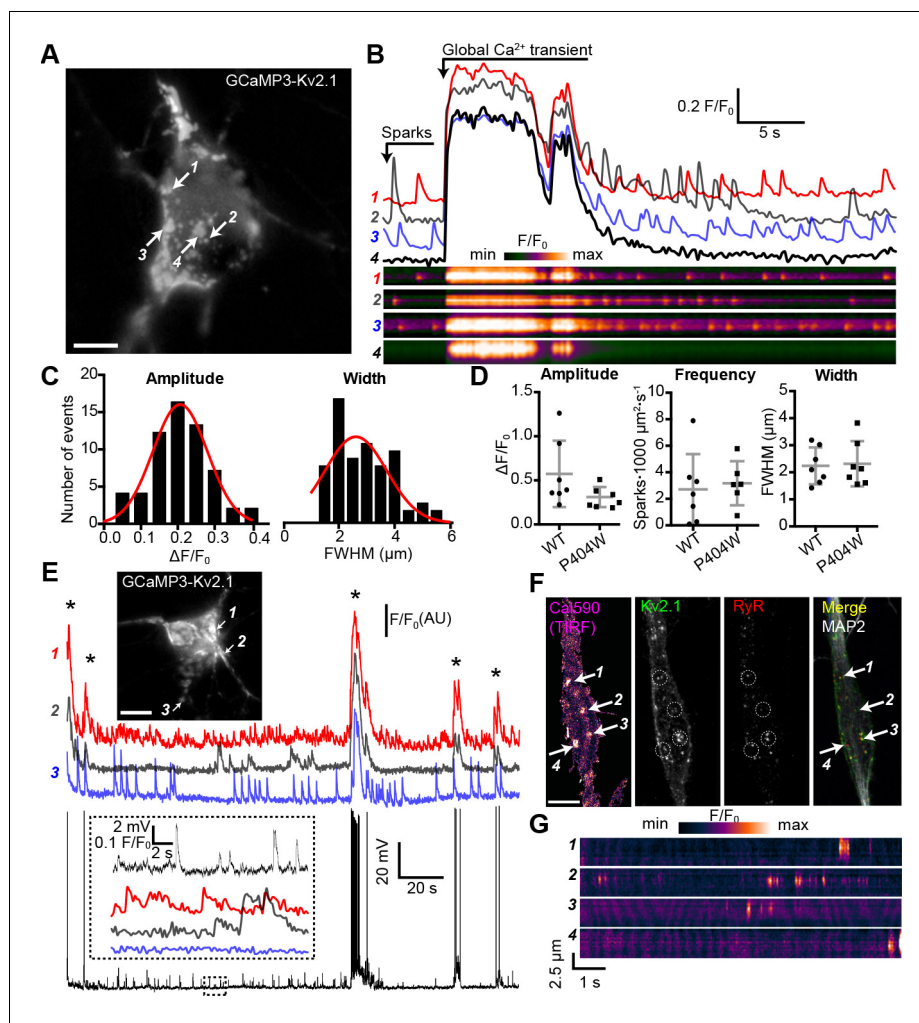 A
GCaMP3-Kv2.1
1
2
3
4
B
Global Ca²⁺ transient
Sparks
0.2 F/F₀
5 s
1
2
3
4
F/F₀
min max
1
2
3
4
C
Amplitude
Width
Number of events
20
15
10
5
0
0.0 0.1 0.2 0.3 0.4
ΔF/F₀
2 4 6
FWHM (µm)
D
Amplitude
Frequency
Width
ΔF/F₀
1.5
1.0
0.5
0.0
WT
P404W
Sparks·1000 µm²·s⁻¹
10
8
6
4
2
0
WT
P404W
FWHM (µm)
5
4
3
2
1
0
WT
P404W
E
GCaMP3-Kv2.1
1
2
3
F/F₀(AU)
* * * * *
1
2
3
2 mV
0.1 F/F₀
2 s
20 mV
20 s
F
Cal590
(TIRF)
Kv2.1
RyR
Merge
MAP2
1
2
3
4
1
2
3
4
G
F/F₀
min max
1
2
3
4
2.5 µm
1 s